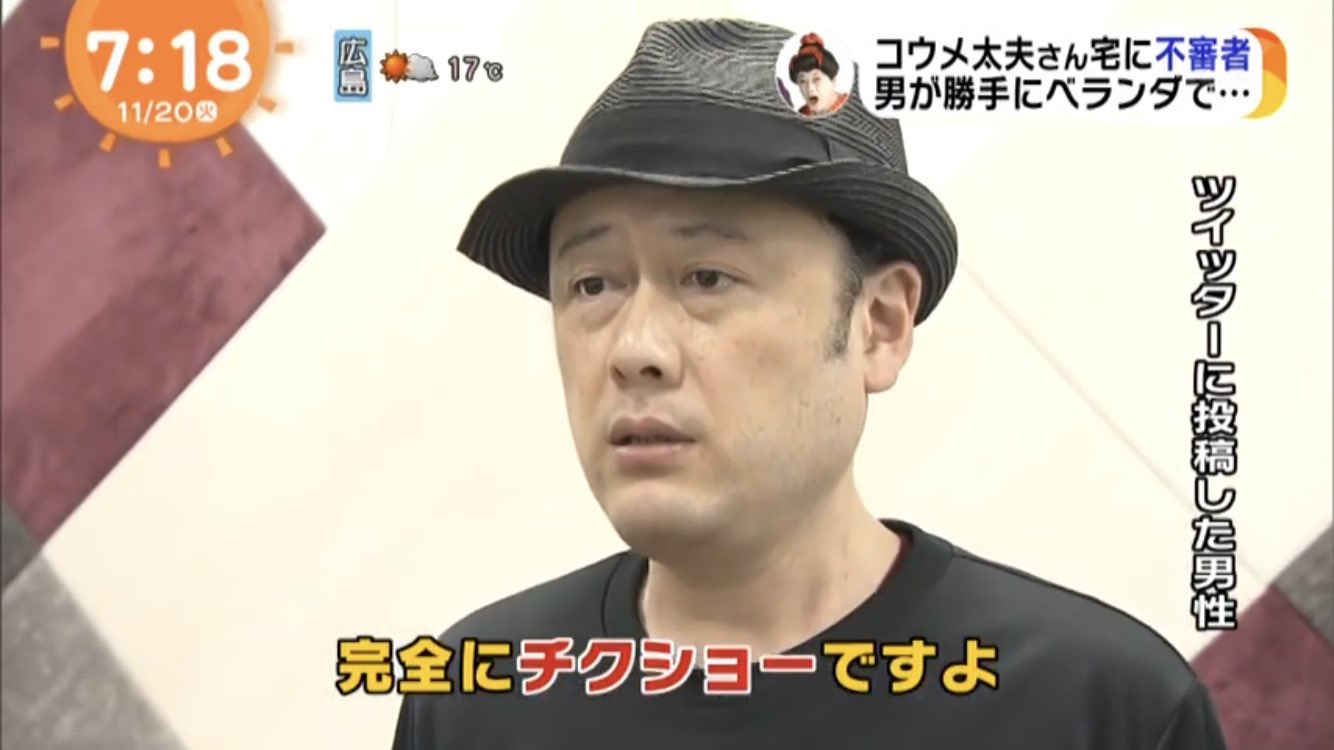 7:18
11/20火
広島
17℃
コウメ太夫さん宅に不審者
男が勝手にベランダで…
ツイッターに投稿した男性
完全にチクショーですよ